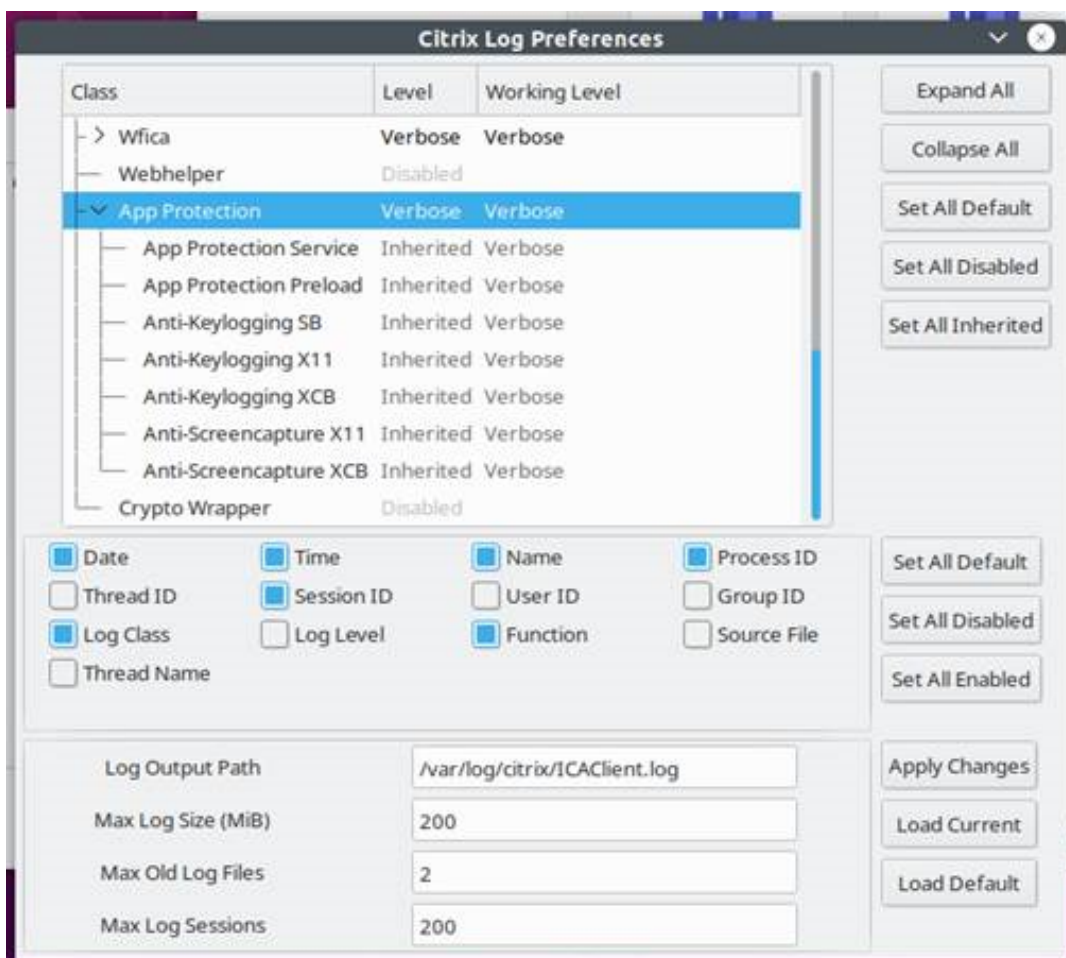 Citrix Log Preferences
Class Level Working Level
Wfica Verbose Verbose
Webhelper Disabled
App Protection Verbose Verbose
App Protection Service Inherited Verbose
App Protection Preload Inherited Verbose
Anti-Keylogging SB Inherited Verbose
Anti-Keylogging X11 Inherited Verbose
Anti-Keylogging XCB Inherited Verbose
Anti-Screencapture X11 Inherited Verbose
Anti-Screencapture XCB Inherited Verbose
Crypto Wrapper Disabled
Expand All
Collapse All
Set All Default
Set All Disabled
Set All Inherited
Date Time Name Process ID
Thread ID Session ID User ID Group ID
Log Class Log Level Function Source File
Thread Name
Set All Default
Set All Disabled
Set All Enabled
Log Output Path /var/log/citrix/ICAClient.log
Max Log Size (MiB) 200
Max Old Log Files 2
Max Log Sessions 200
Apply Changes
Load Current
Load Default